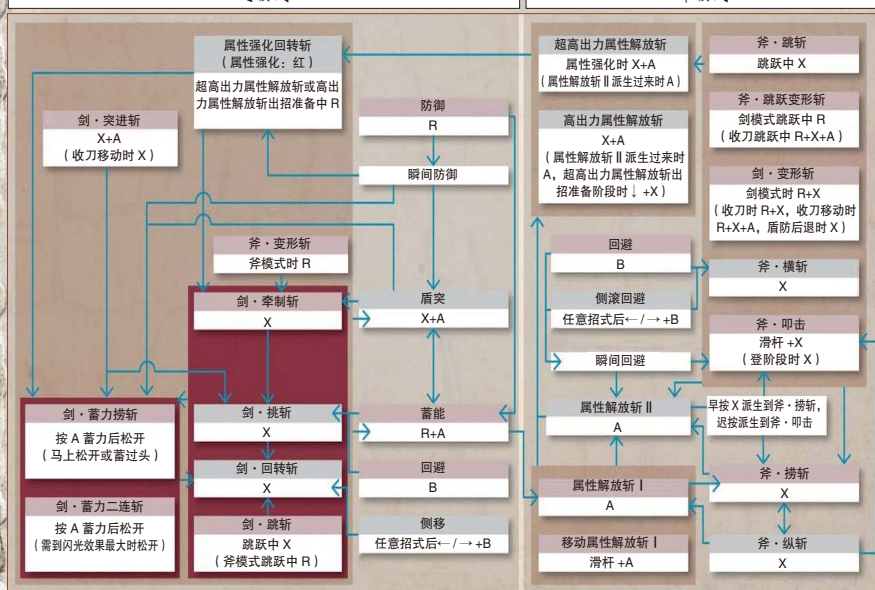 属性强化回转斩
（属性强化：红）
超高出力属性解放斩或高出
力属性解放斩出招准备中 R
剑·突进斩
X+A
（收刀移动时 X）
防御
R
瞬间防御
斧·变形斩
斧模式时 R
剑·牵制斩
X
盾突
X+A
剑·蓄力捞斩
按 A 蓄力后松开
（马上松开或蓄过头）
剑·挑斩
X
蓄能
R+A
剑·回转斩
X
回避
B
剑·蓄力二连斩
按 A 蓄力后松开
（需到闪光效果最大时松开）
剑·跳斩
跳跃中 X
（斧模式跳跃中 R）
侧移
任意招式后←/→+B
超高出力属性解放斩
属性强化时 X+A
（属性解放斩Ⅱ派生过来时 A）
高出力属性解放斩
X+A
（属性解放斩Ⅱ派生过来时
A，超高出力属性解放斩出
招准备阶段时↓+X）
斧·跳斩
跳跃中 X
斧·跳跃变形斩
剑模式跳跃中 R
（收刀跳跃中 R+X+A）
剑·变形斩
剑模式时 R+X
（收刀时 R+X，收刀移动时
R+X+A，盾防后退时 X）
回避
B
侧滚回避
任意招式后←/→+B
瞬间回避
斧·横斩
X
斧·叩击
滑杆 +X
（登阶段时 X）
属性解放斩Ⅱ
A
早按 X 派生到斧·捞斩，
迟按派生到斧·叩击
属性解放斩Ⅰ
A
斧·捞斩
X
移动属性解放斩Ⅰ
滑杆 +A
斧·纵斩
X